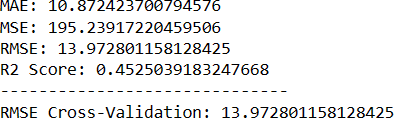 MAE: 10.872423700794576
MSE: 195.23917220459506
RMSE: 13.972801158128425
R2 Score: 0.4525039183247668
------------------------------
RMSE Cross-Validation: 13.972801158128425